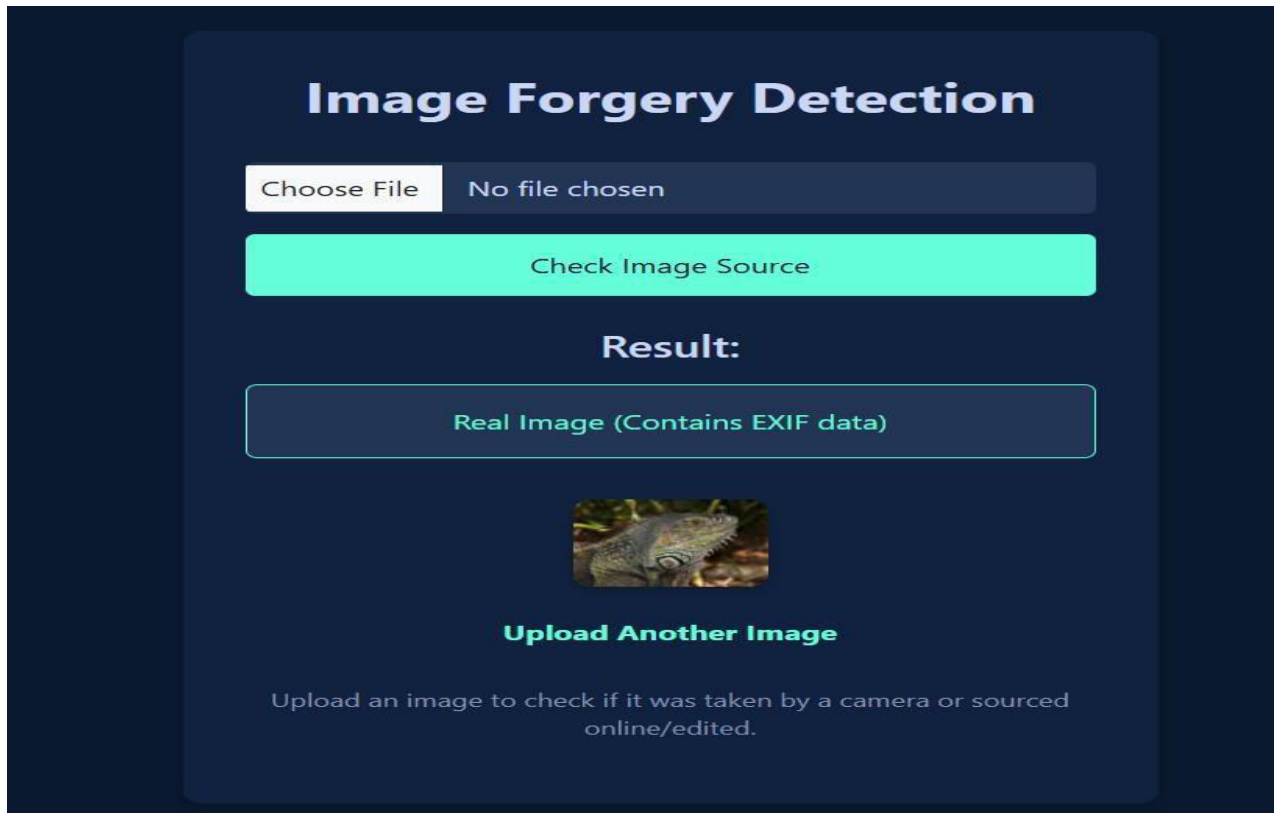 Image Forgery Detection
Choose File No file chosen
Check Image Source
Result:
Real Image (Contains EXIF data)
Upload Another Image
Upload an image to check if it was taken by a camera or sourced
online/edited.